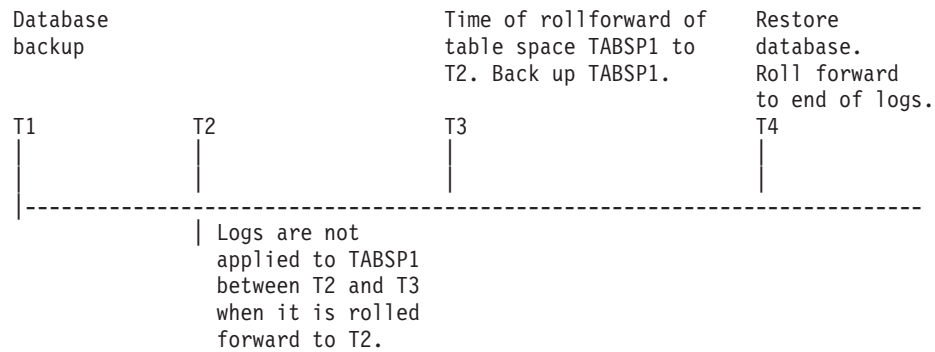 Database
backup
Time of rollforward of
table space TABSP1 to
T2. Back up TABSP1.
Restore
database.
Roll forward
to end of logs.
T1
T2
T3
T4
Logs are not
applied to TABSP1
between T2 and T3
when it is rolled
forward to T2.